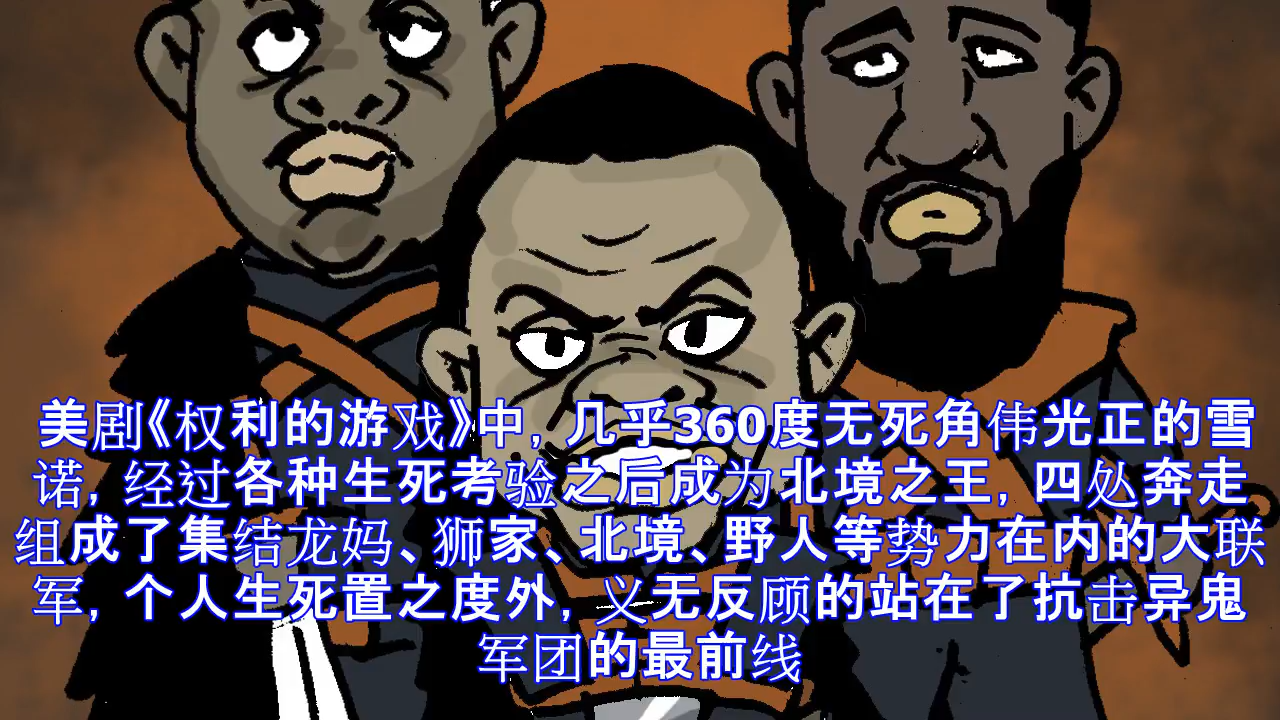 美剧《权利的游戏》中, 几乎360度无死角伟光正的雪
诺, 经过各种生死考验之后成为北境之王, 四处奔走
组成了集结龙妈、狮家、北境、野人等势力在内的大联
军, 个人生死置之度外, 义无反顾的站在了抗击异鬼
军团的最前线